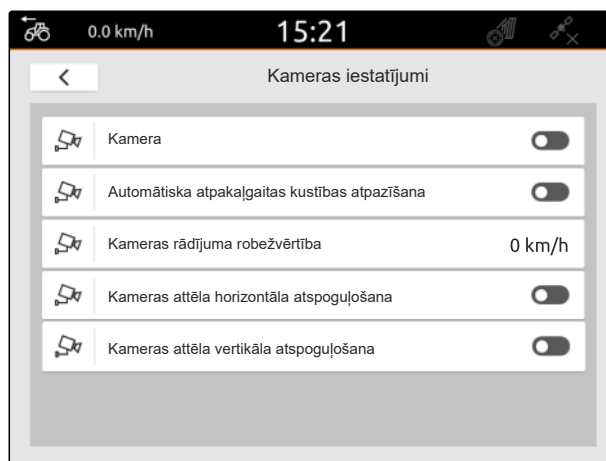 0.0 km/h
15:21
Kameras iestatījumi
Kamera
Automātiska atpakaļgaitas kustības atpazīšana
Kameras rādījuma robežvērtība
0 km/h
Kameras attēla horizontāla atspoguļošana
Kameras attēla vertikāla atspoguļošana